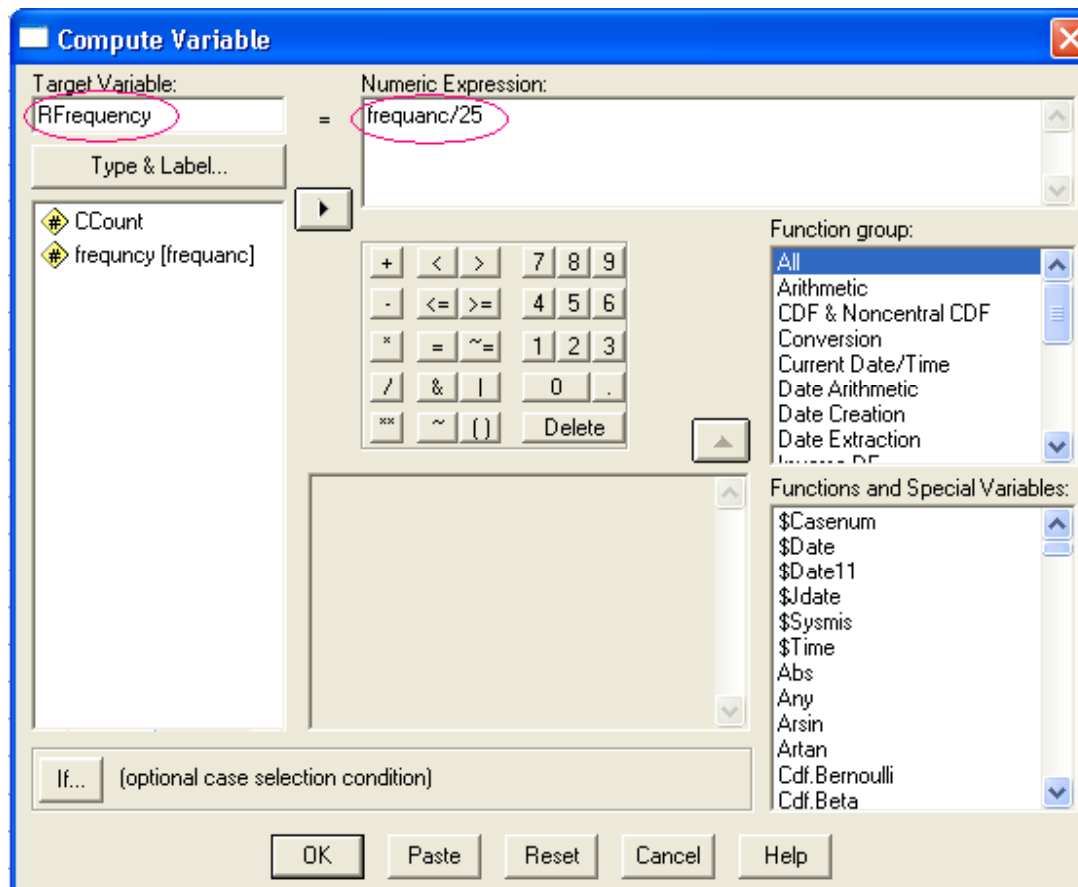 Compute Variable
Target Variable:
RFrequency
=
Numeric Expression:
frequanc/25
Type & Label...
# CCount
# frequncy [frequanc]
+ < > 7 8 9
- <= >= 4 5 6
* = ~= 1 2 3
/ & | 0 .
** ~ ( ) Delete
Function group:
All
Arithmetic
CDF & Noncentral CDF
Conversion
Current Date/Time
Date Arithmetic
Date Creation
Date Extraction
Functions and Special Variables:
$Casenum
$Date
$Date11
$Jdate
$Sysmis
$Time
Abs
Any
Arsin
Artan
Cdf.Bernoulli
Cdf.Beta
If... (optional case selection condition)
OK Paste Reset Cancel Help